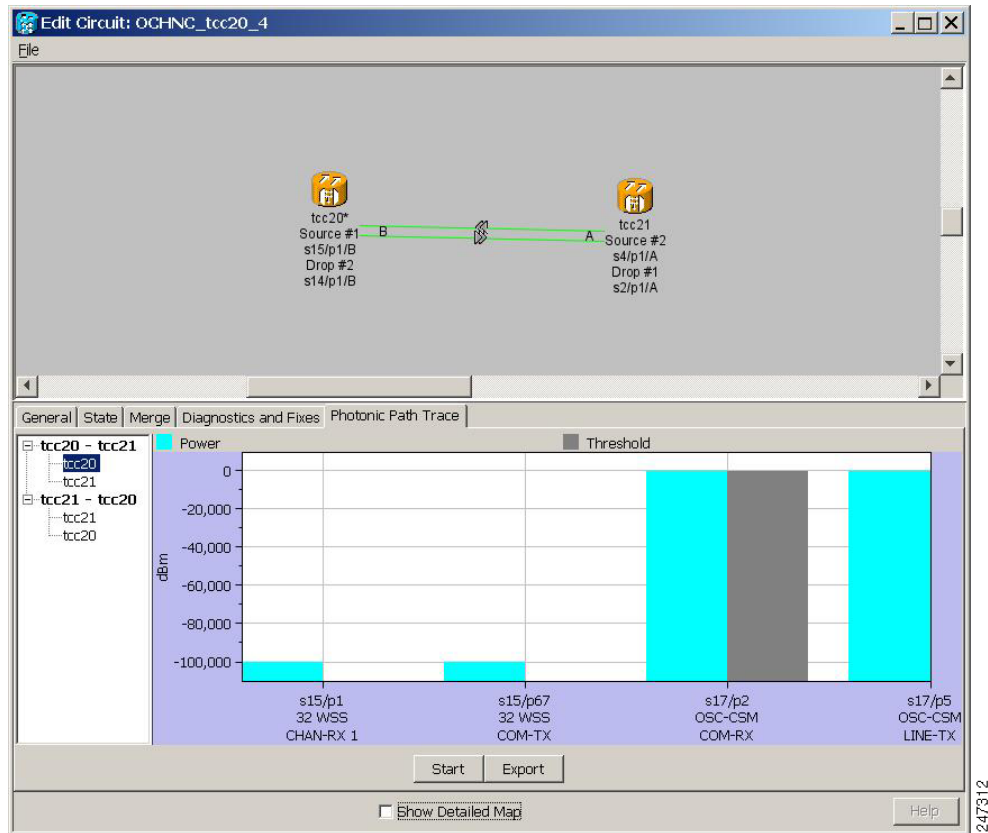 Edit Circuit: OCHNC_tcc20_4
File
tcc20*
Source #1
s15/p1/B
Drop #2
s14/p1/B
B
A
tcc21
Source #2
s4/p1/A
Drop #1
s2/p1/A
General State Merge Diagnostics and Fixes Photonic Path Trace
tcc20 - tcc21
tcc20
tcc21
tcc21 - tcc20
tcc21
tcc20
Power
Threshold
dBm
0
-20,000
-40,000
-60,000
-80,000
-100,000
s15/p1
32 WSS
CHAN-RX 1
s15/p67
32 WSS
COM-TX
s17/p2
OSC-CSM
COM-RX
s17/p5
OSC-CSM
LINE-TX
Start Export
Show Detailed Map
Help
247312